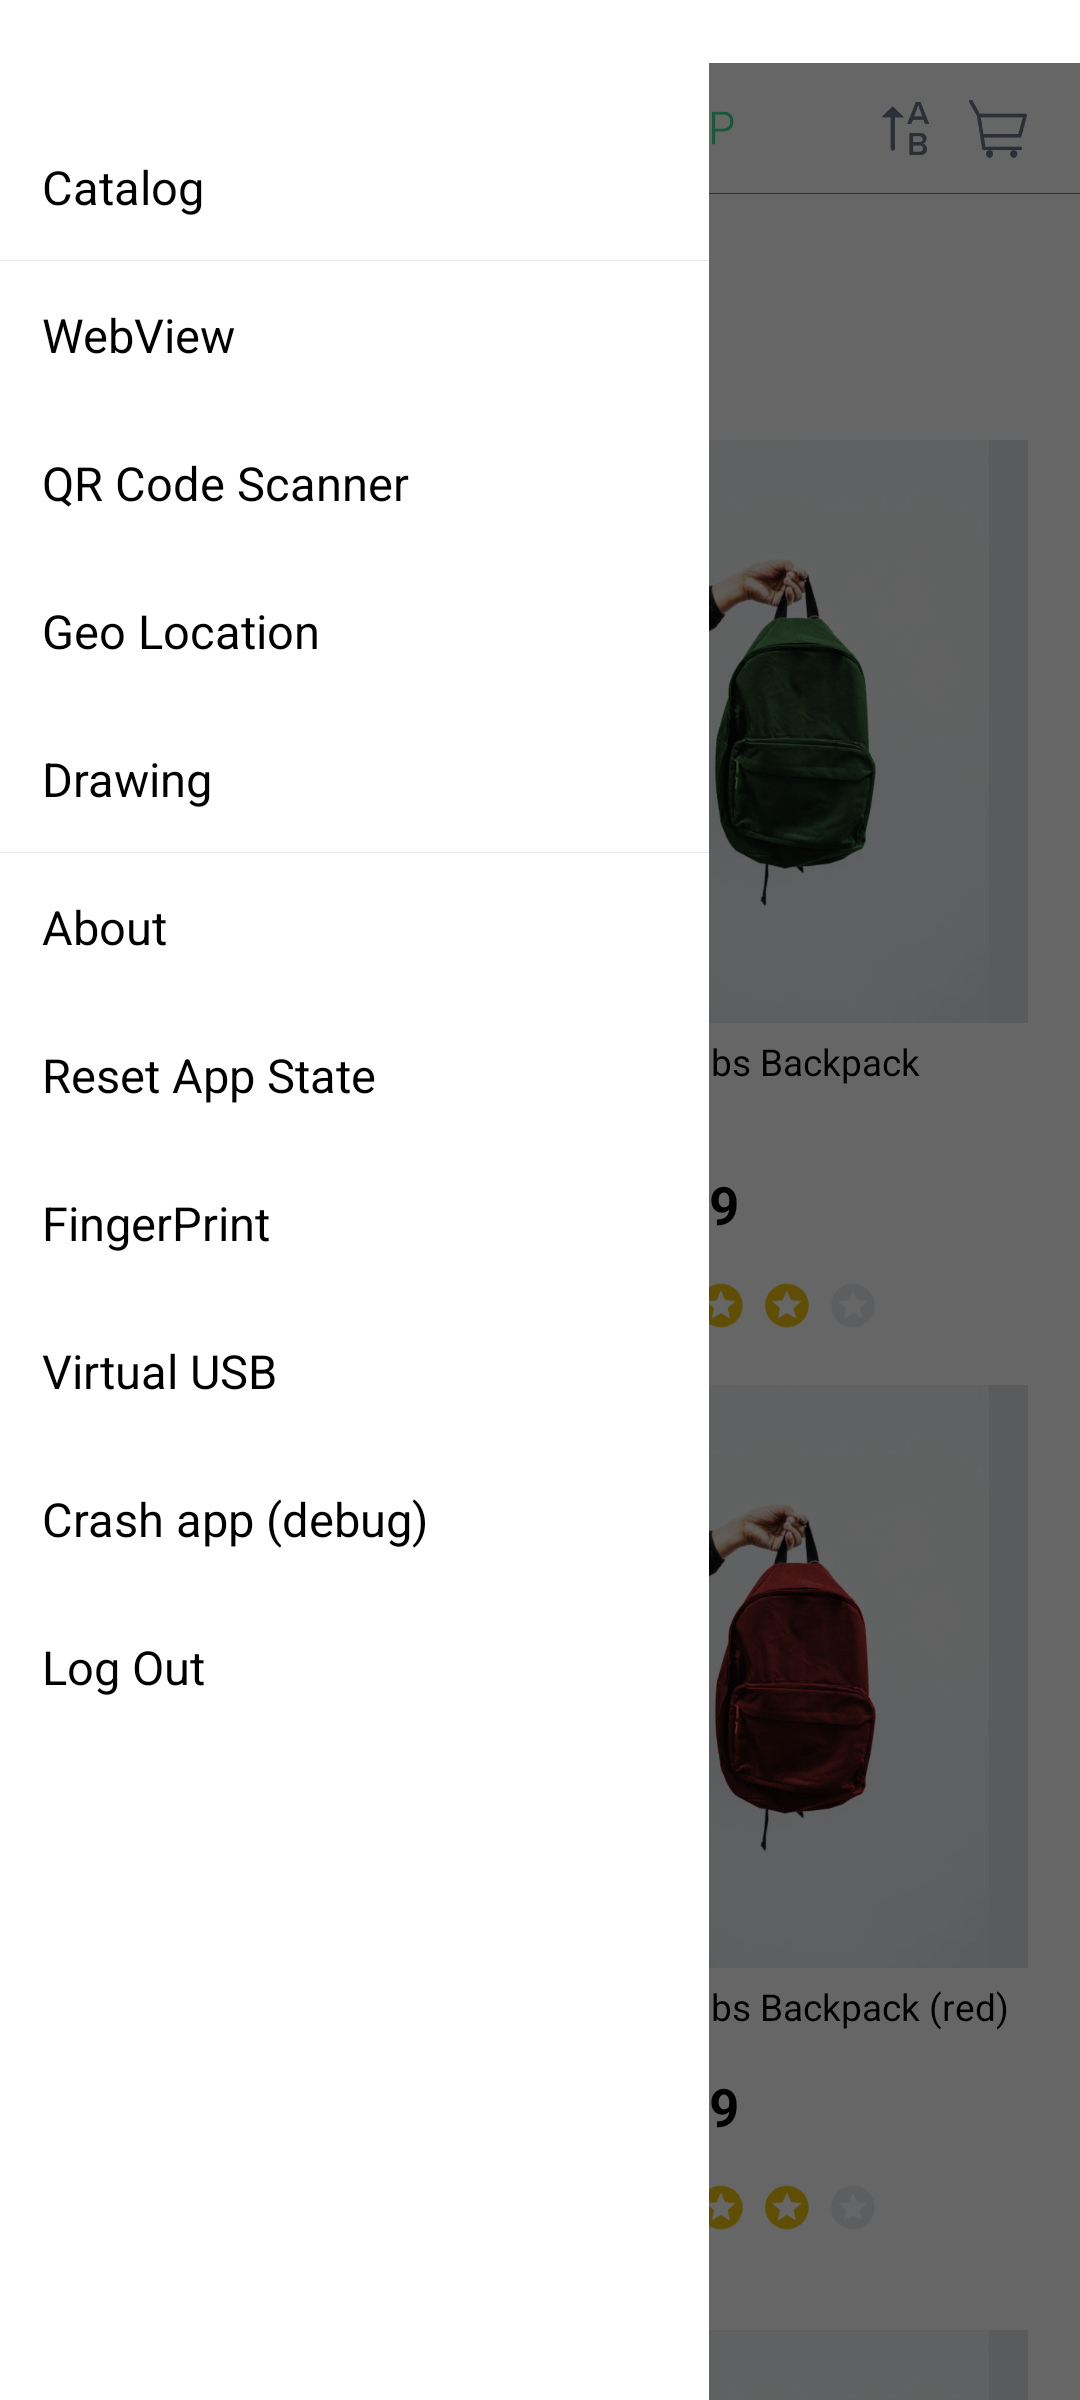 Catalog
WebView
QR Code Scanner
Geo Location
Drawing
About
Reset App State
FingerPrint
Virtual USB
Crash app (debug)
Log Out
P
A
B
bs Backpack
9
bs Backpack (red)
9